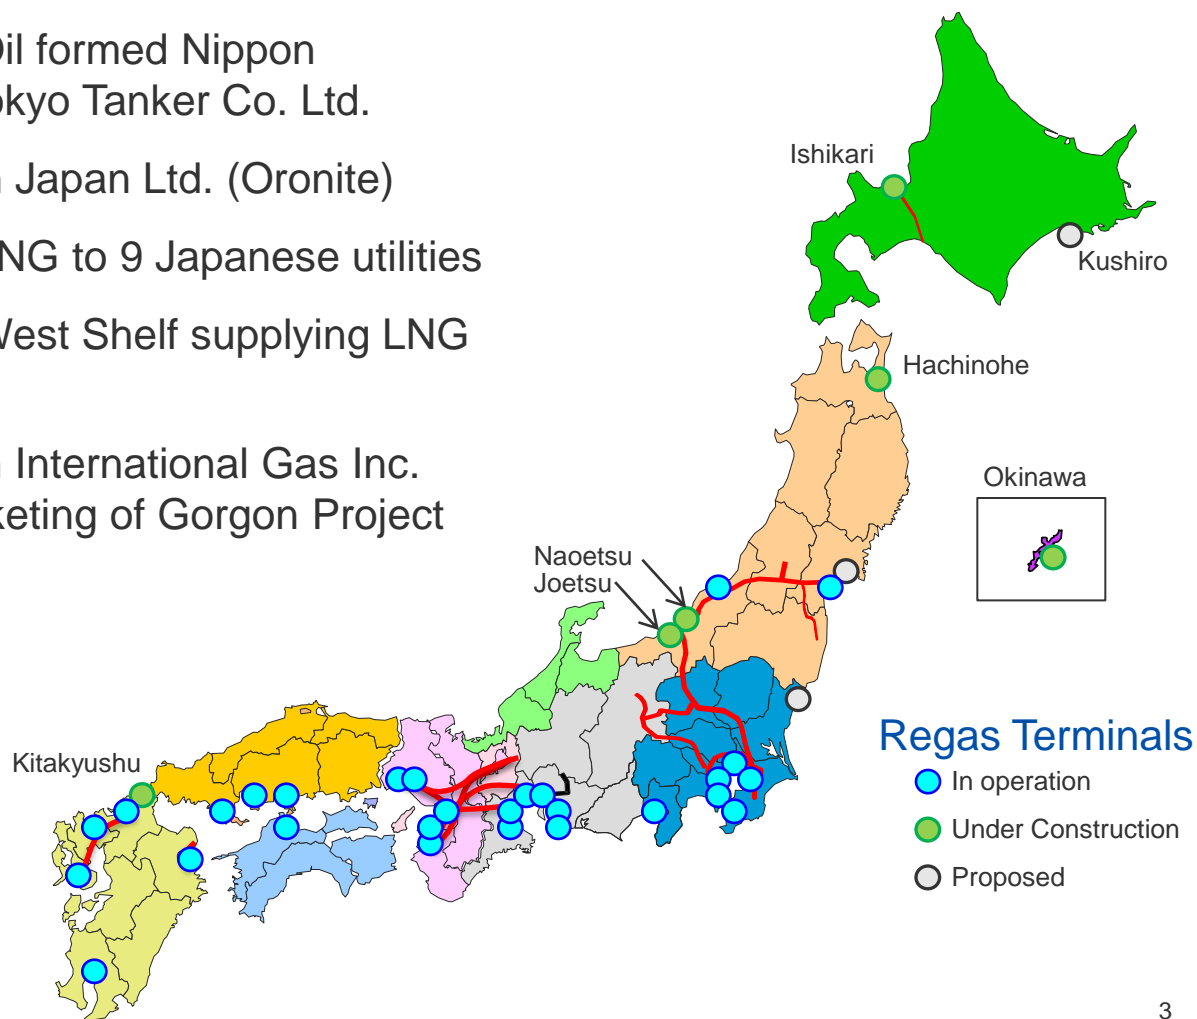 Oil formed Nippon
okyo Tanker Co. Ltd.
n Japan Ltd. (Oronite)
NG to 9 Japanese utilities
West Shelf supplying LNG
n International Gas Inc.
keting of Gorgon Project
Ishikari
Kushiro
Hachinohe
Okinawa
Naoetsu
Joetsu
Kitakyushu
Regas Terminals
In operation
Under Construction
Proposed
3